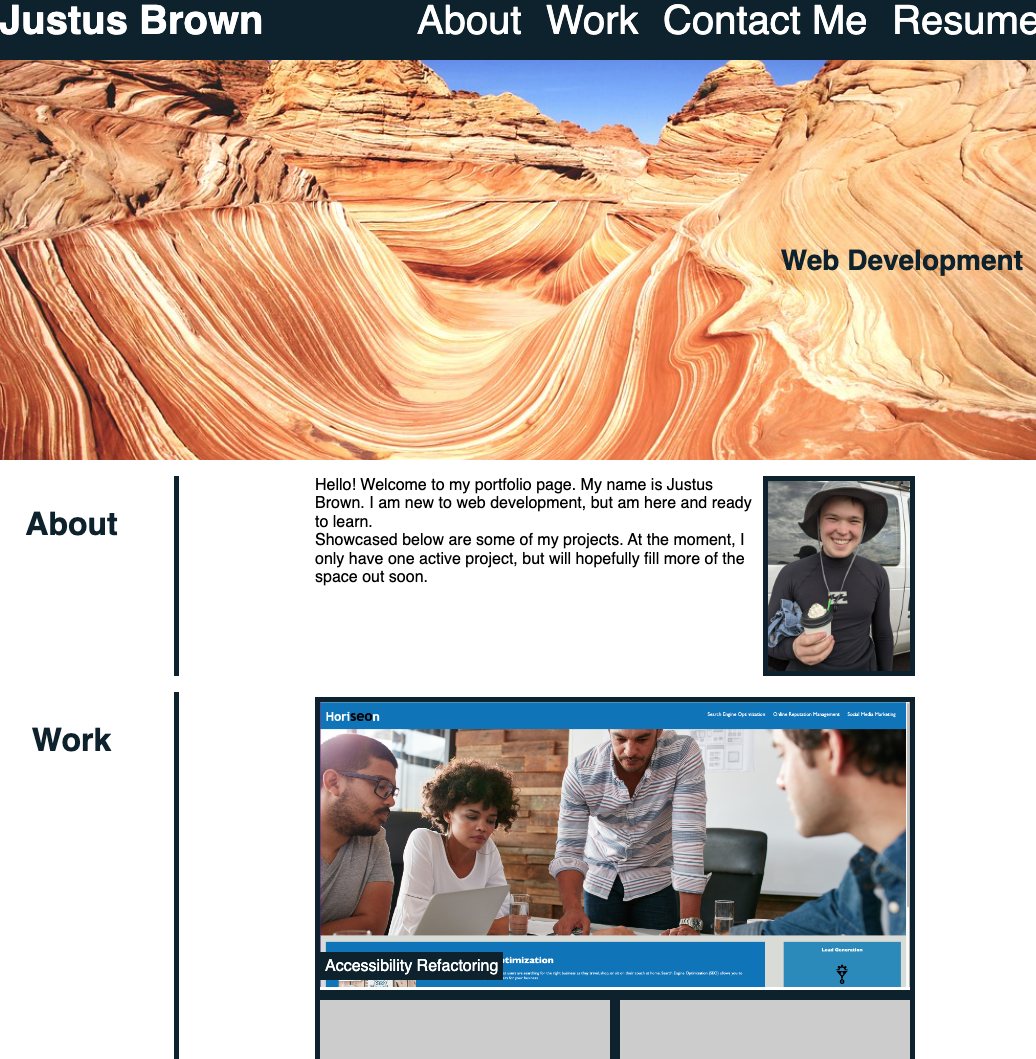 Justus Brown
About Work Contact Me Resume
Web Development
About
Hello! Welcome to my portfolio page. My name is Justus
Brown. I am new to web development, but am here and ready
to learn.
Showcased below are some of my projects. At the moment, I
only have one active project, but will hopefully fill more of the
space out soon.
Work
Horiseon
Search Engine Optimization Online Reputation Management Social Media Marketing
timization
Lead Generation
Accessibility Refactoring